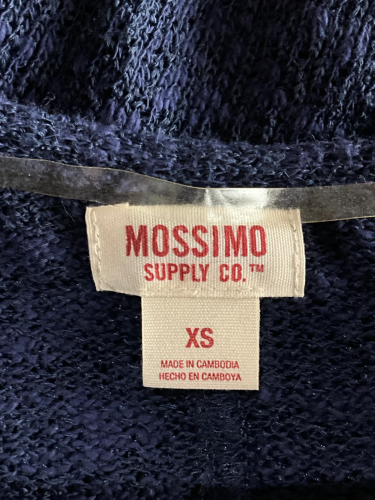 MOSSIMO
SUPPLY CO.™
XS
MADE IN CAMBODIA
HECHO EN CAMBOYA